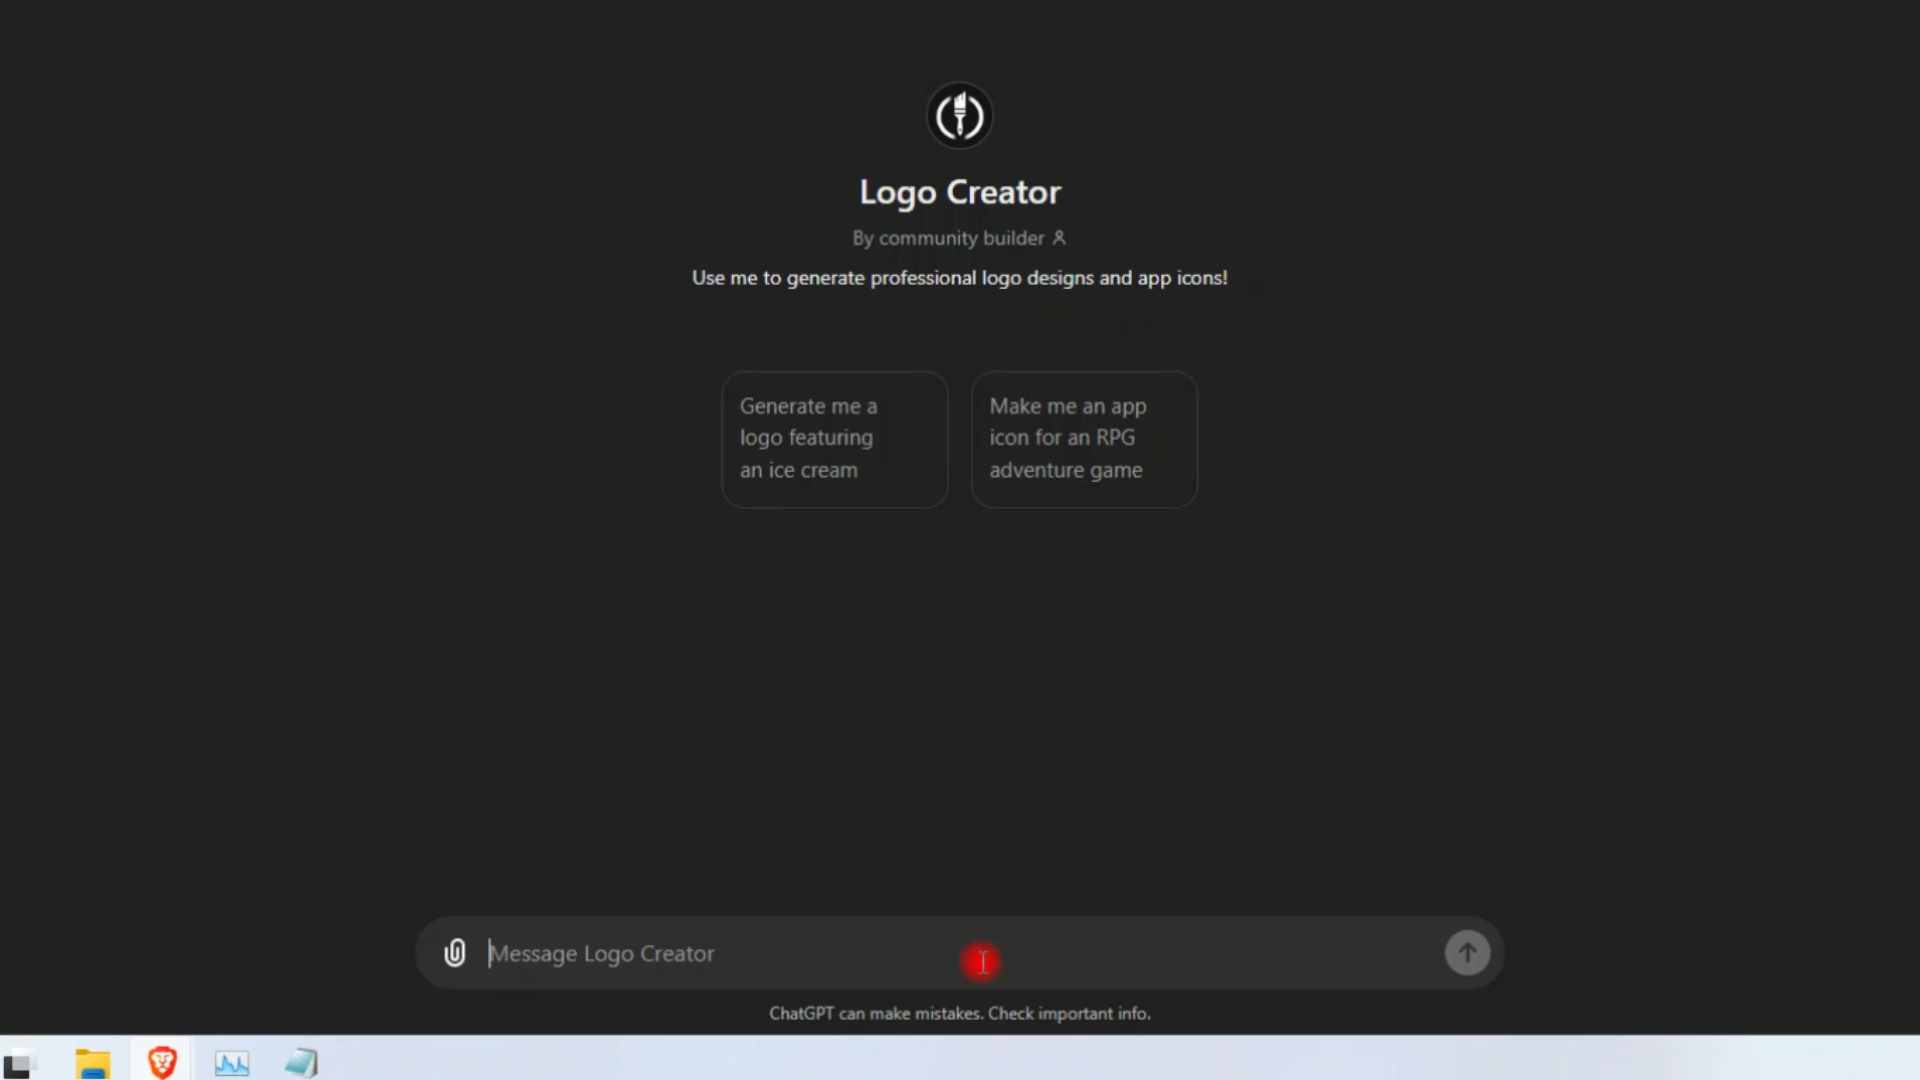 Logo Creator
By community builder
Use me to generate professional logo designs and app icons!
Generate me a
logo featuring
an ice cream
Make me an app
icon for an RPG
adventure game
Message Logo Creator
ChatGPT can make mistakes. Check important info.